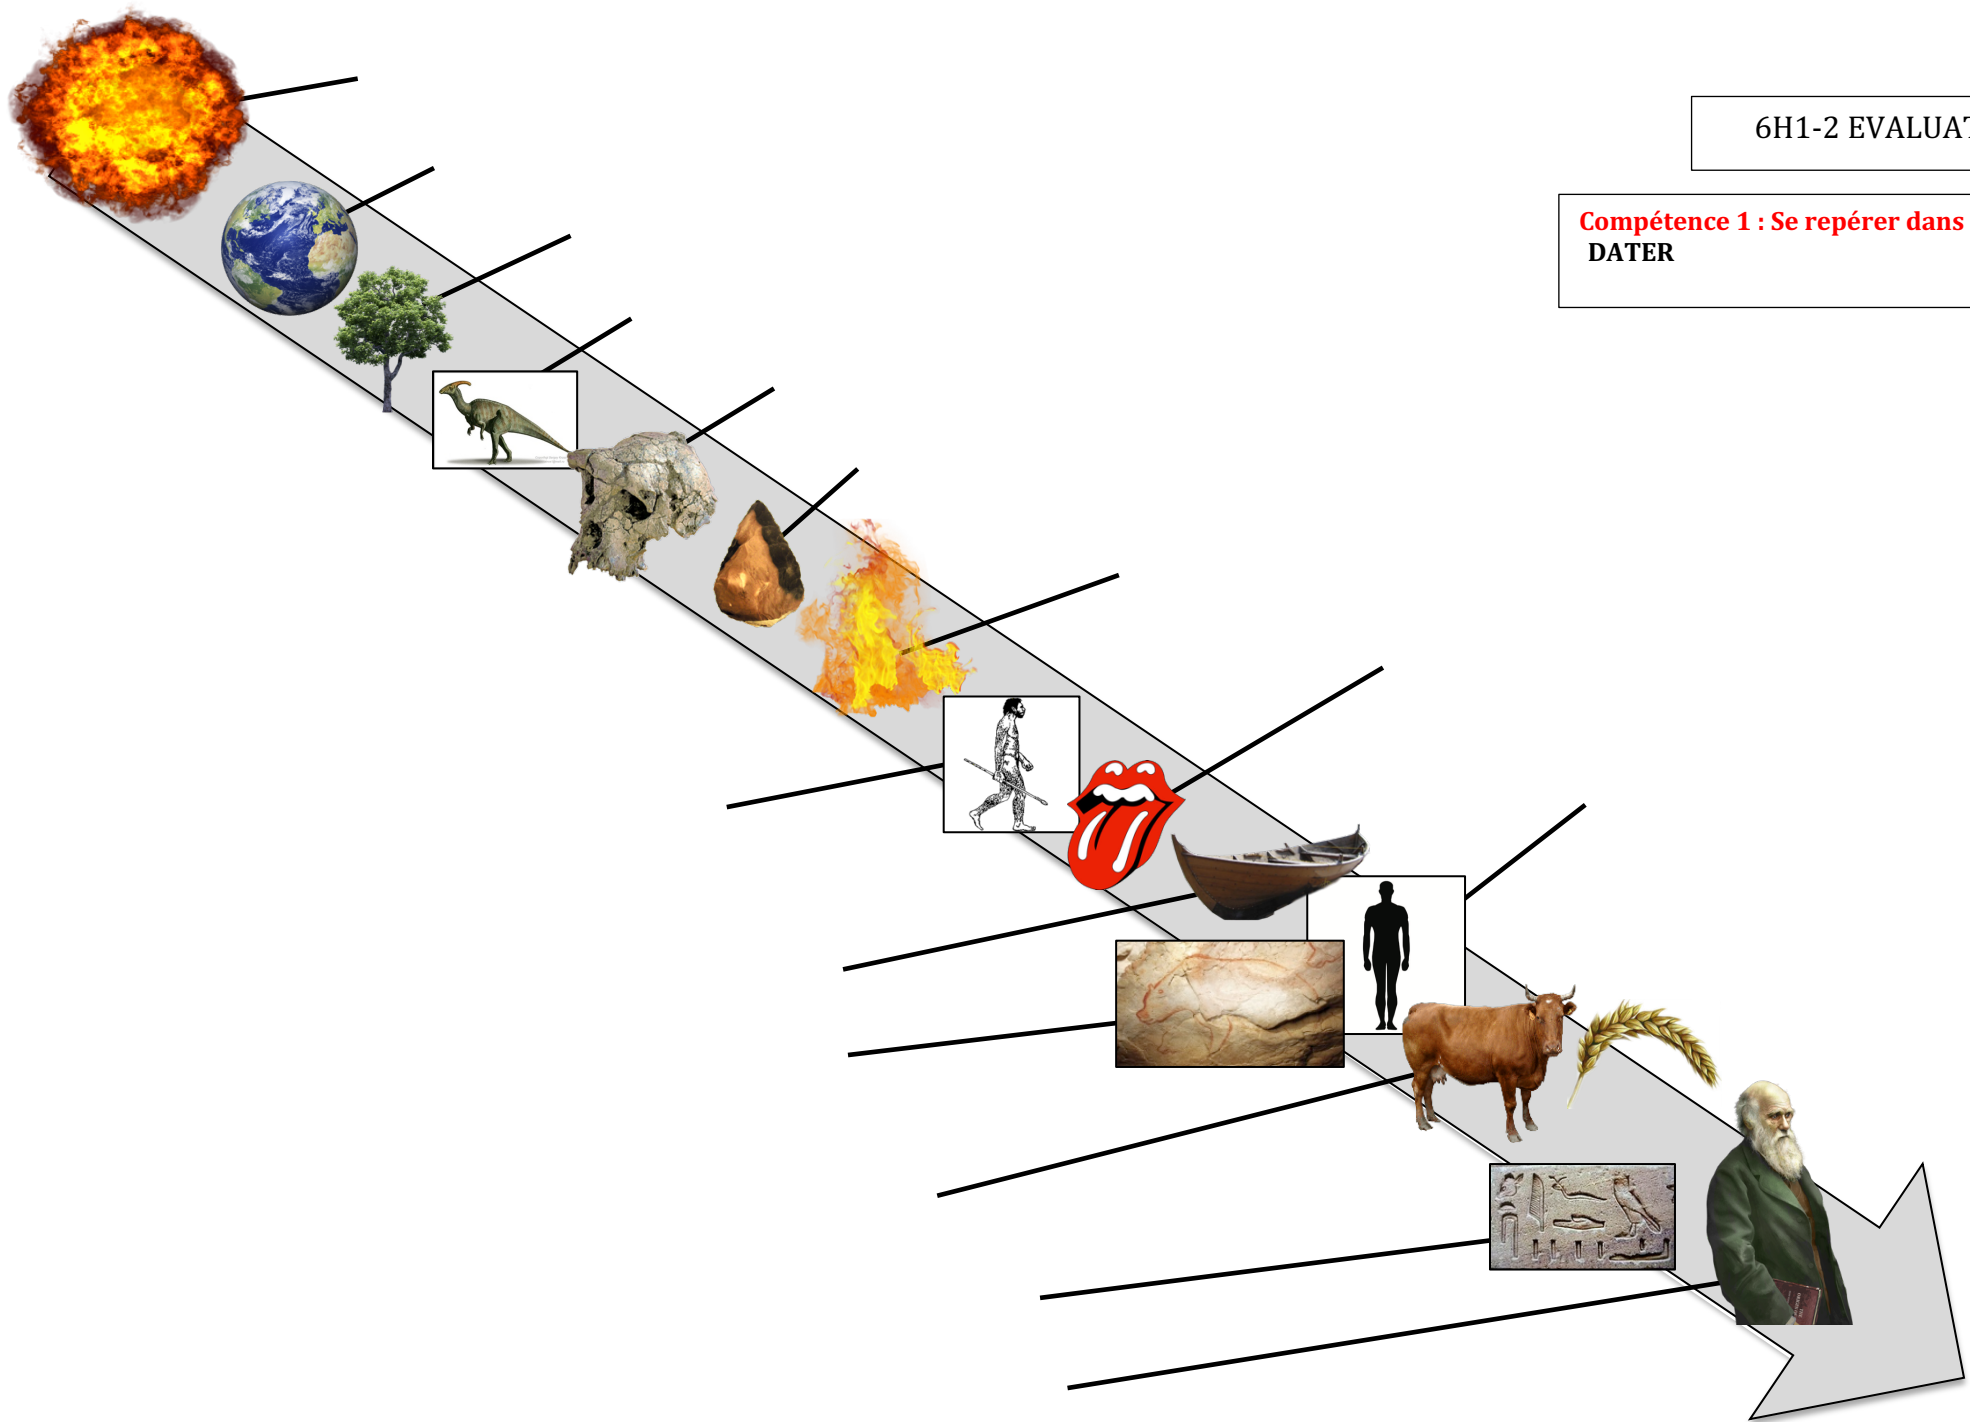 6H1-2 EVALUAT
Compétence 1 : Se repérer dans
DATER